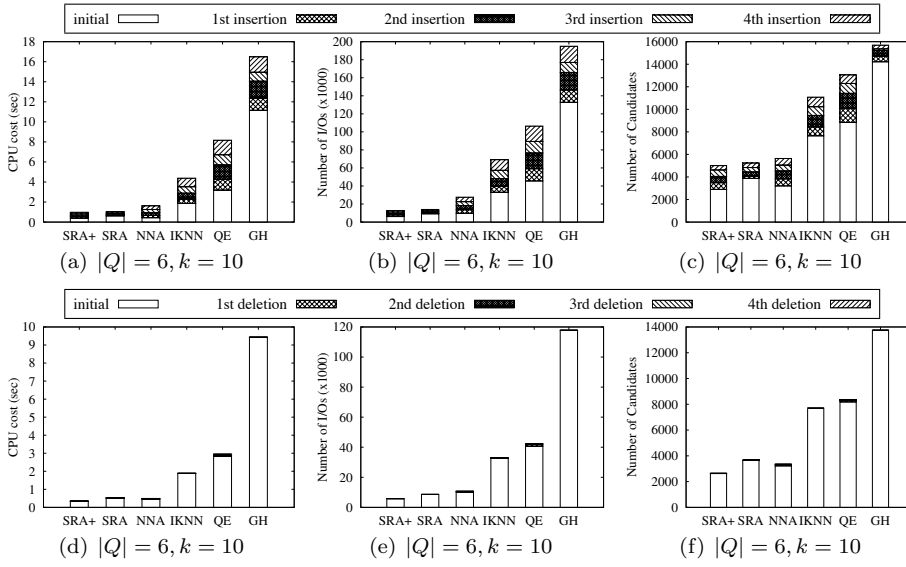 initial 1st insertion 2nd insertion 3rd insertion 4th insertion
CPU cost (sec)
18
16
14
12
10
8
6
4
2
0
SRA+ SRA NNA IKNN QE GH
(a) |Q| = 6, k = 10
Number of I/Os (x1000)
200
180
160
140
120
100
80
60
40
20
0
SRA+ SRA NNA IKNN QE GH
(b) |Q| = 6, k = 10
Number of Candidates
16000
14000
12000
10000
8000
6000
4000
2000
0
SRA+ SRA NNA IKNN QE GH
(c) |Q| = 6, k = 10
initial 1st deletion 2nd deletion 3rd deletion 4th deletion
CPU cost (sec)
10
9
8
7
6
5
4
3
2
1
0
SRA+ SRA NNA IKNN QE GH
(d) |Q| = 6, k = 10
Number of I/Os (x1000)
120
100
80
60
40
20
0
SRA+ SRA NNA IKNN QE GH
(e) |Q| = 6, k = 10
Number of Candidates
14000
12000
10000
8000
6000
4000
2000
0
SRA+ SRA NNA IKNN QE GH
(f) |Q| = 6, k = 10